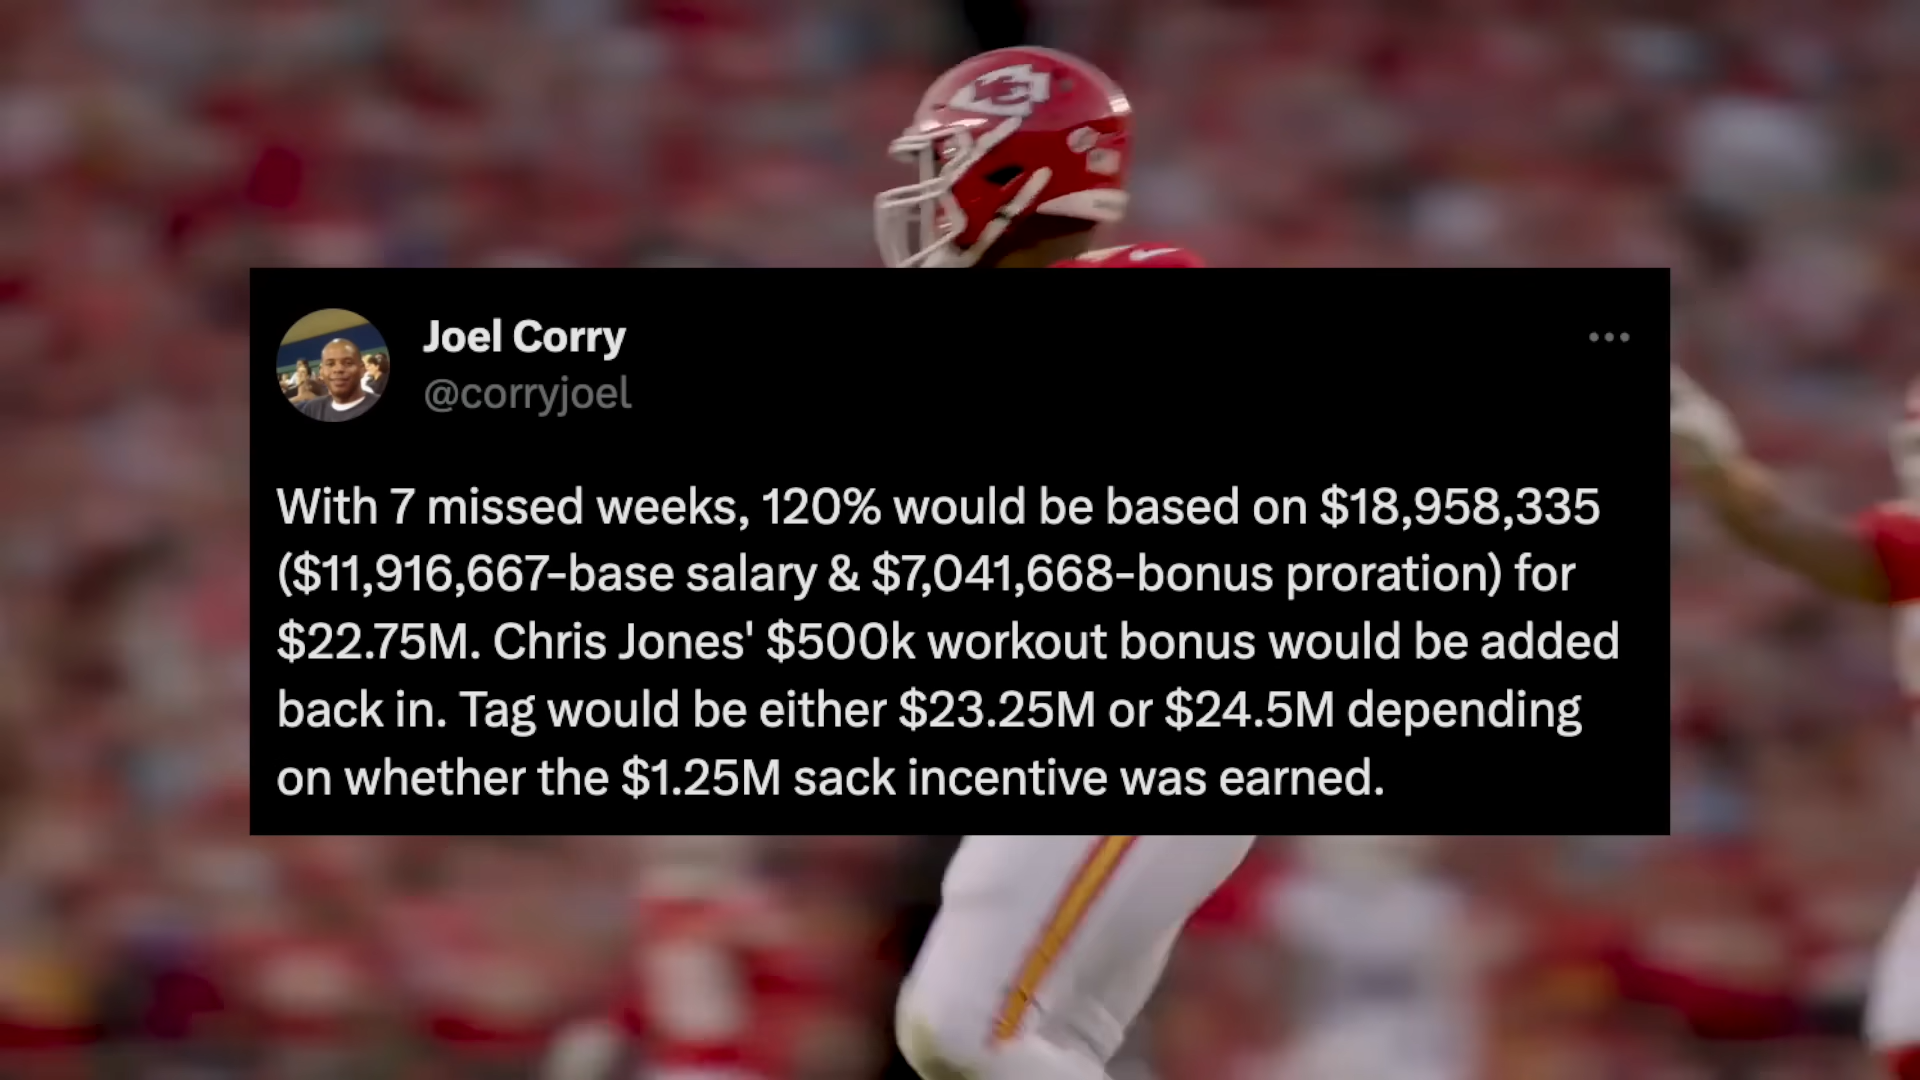 Joel Corry
@corryjoel
With 7 missed weeks, 120% would be based on $18,958,335
($11,916,667-base salary & $7,041,668-bonus proration) for
$22.75M. Chris Jones' $500k workout bonus would be added
back in. Tag would be either $23.25M or $24.5M depending
on whether the $1.25M sack incentive was earned.